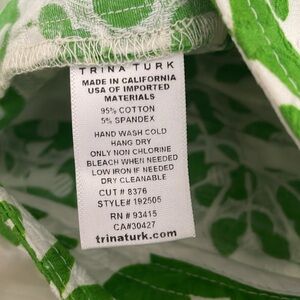 TRINA TURK
MADE IN CALIFORNIA
USA OF IMPORTED
MATERIALS
95% COTTON
5% SPANDEX
HAND WASH COLD
HANG DRY
ONLY NON CHLORINE
BLEACH WHEN NEEDED
LOW IRON IF NEEDED
DRY CLEANABLE
CUT # 8376
STYLE# 192505
RN # 93415
CA#30427
trinaturk.com